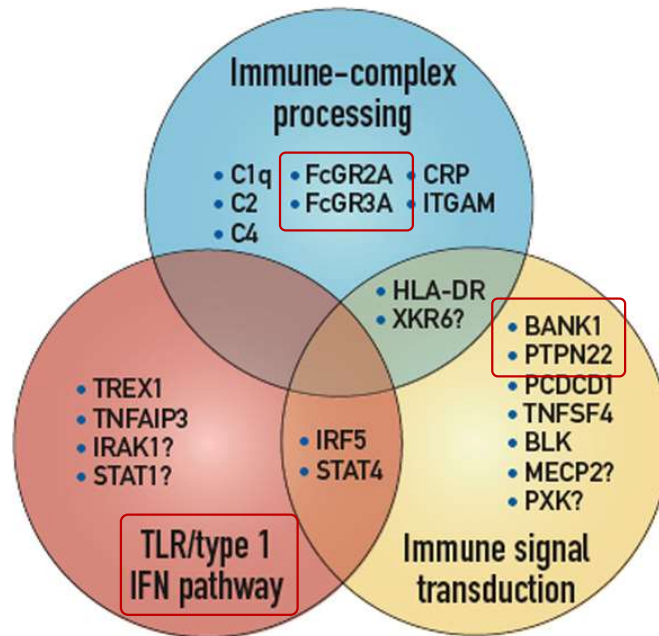 Immune-complex
processing
• C1q
• C2
• C4
• FcGR2A
• FcGR3A
• CRP
• ITGAM
• HLA-DR
• XKR6?
• BANK1
• PTPN22
• PCDCD1
• TNFSF4
• BLK
• MECP2?
• PXK?
• TREX1
• TNFAIP3
• IRAK1?
• STAT1?
• IRF5
• STAT4
TLR/type 1
IFN pathway
Immune signal
transduction